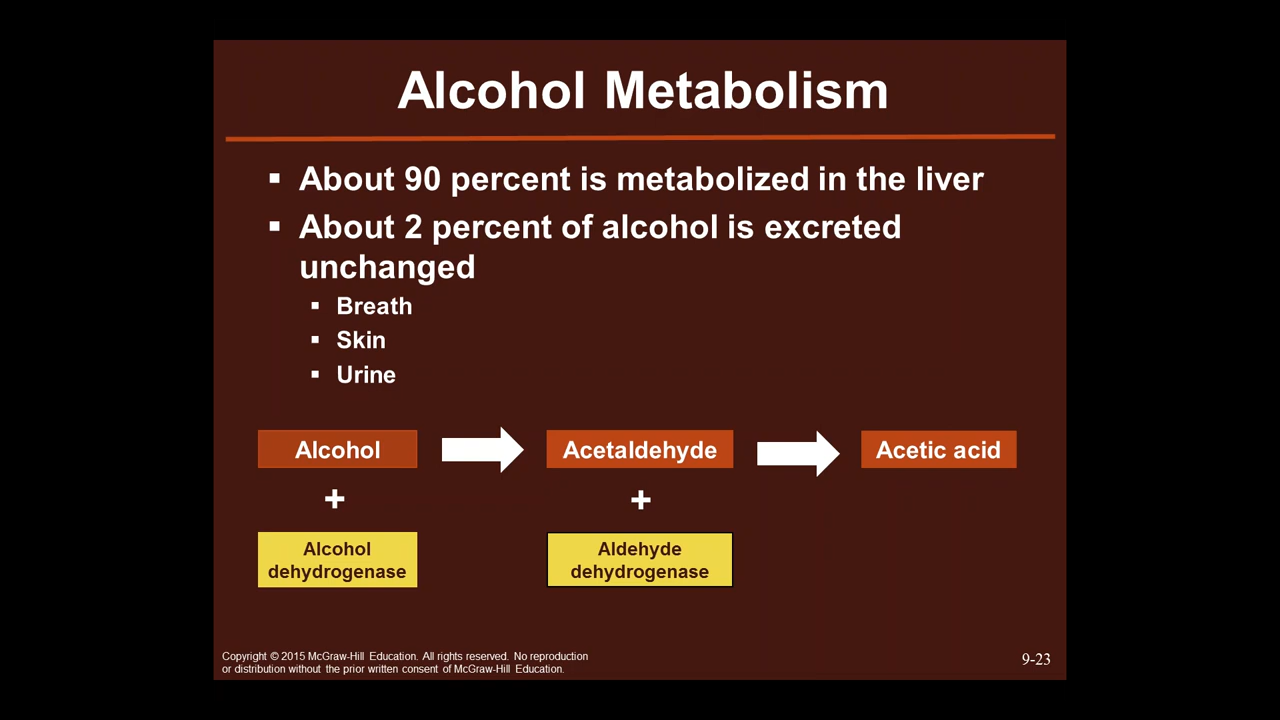 Alcohol Metabolism
▪ About 90 percent is metabolized in the liver
▪ About 2 percent of alcohol is excreted
unchanged
▪ Breath
▪ Skin
▪ Urine
Alcohol
Acetaldehyde
Acetic acid
+
+
Alcohol
dehydrogenase
Aldehyde
dehydrogenase
Copyright © 2015 McGraw-Hill Education. All rights reserved. No reproduction
or distribution without the prior written consent of McGraw-Hill Education.
9-23